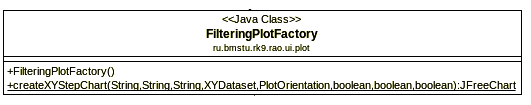 <<Java Class>>
FilteringPlotFactory
ru.bmstu.rk9.rao.ui.plot
+FilteringPlotFactory()
+createXYStepChart(String,String,String,XYDataset,PlotOrientation,boolean,boolean,boolean):JFreeChart